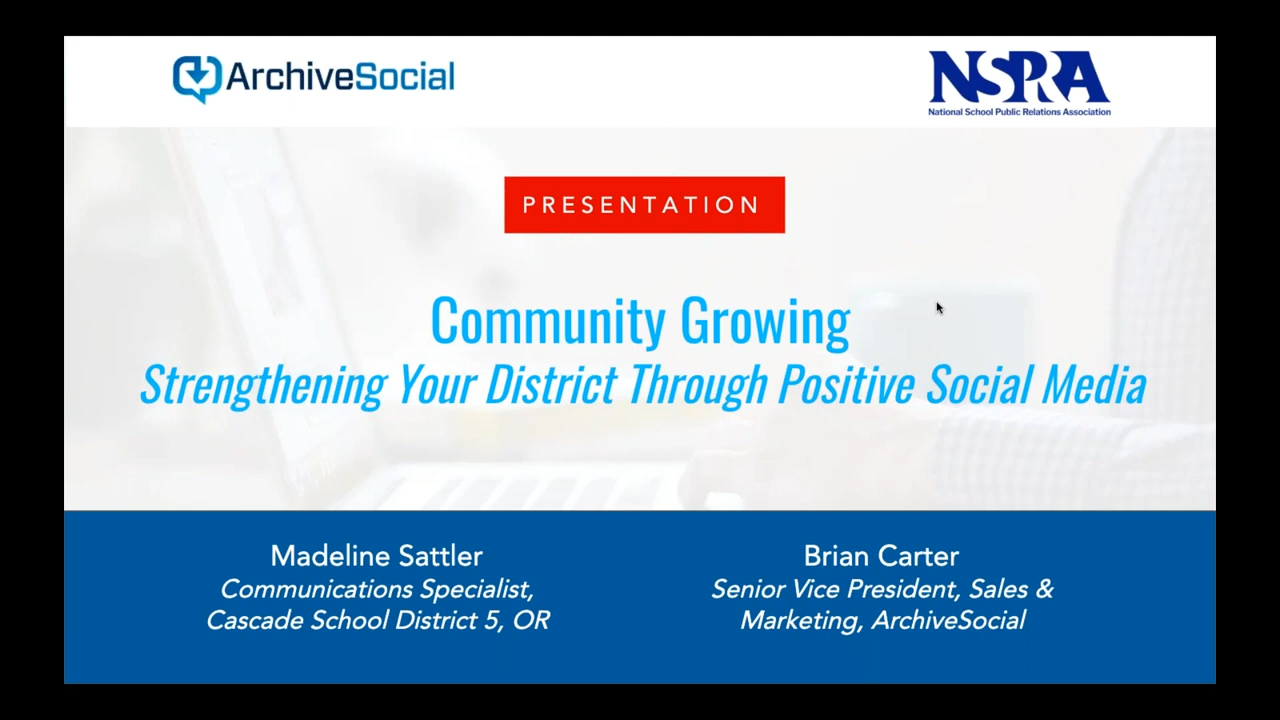 ArchiveSocial
NSPRA
National School Public Relations Association
PRESENTATION
Community Growing
Strengthening Your District Through Positive Social Media
Madeline Sattler
Communications Specialist,
Cascade School District 5, OR
Brian Carter
Senior Vice President, Sales &
Marketing, ArchiveSocial